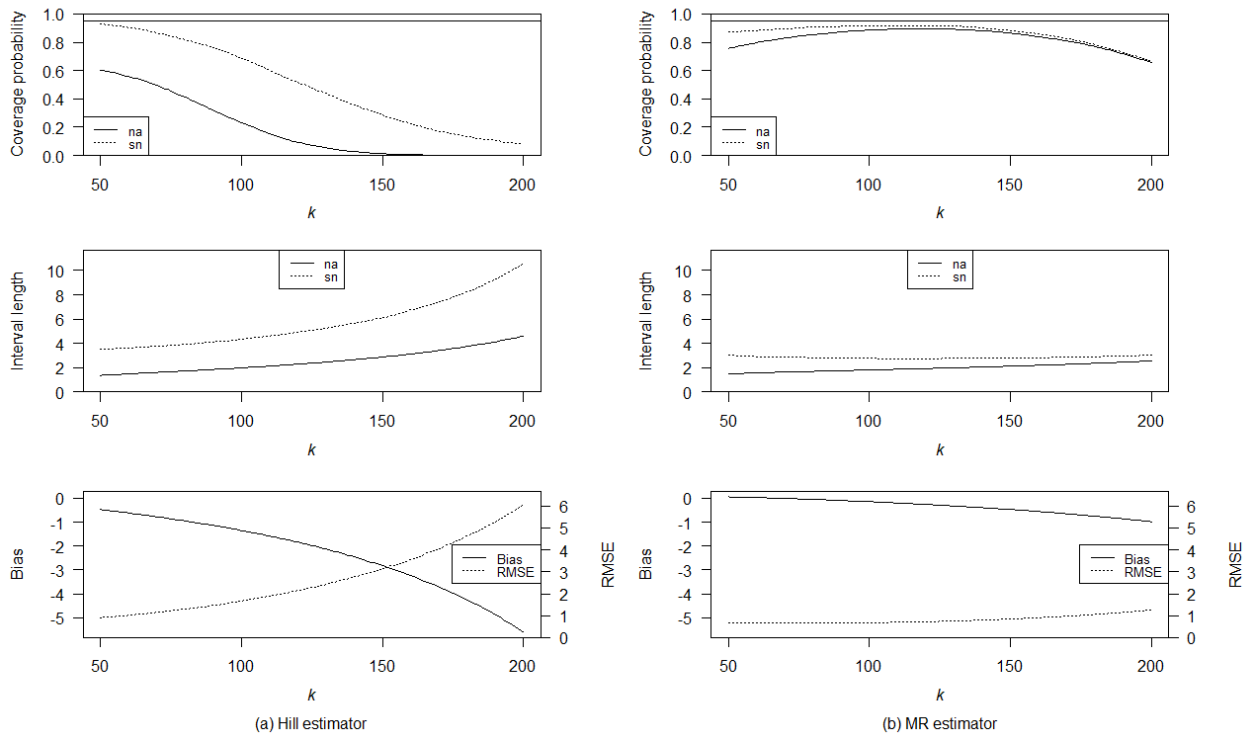 Coverage probability
1.0
0.8
0.6
0.4
0.2
0.0
na
sn
50
100
150
200
k
Interval length
10
8
6
4
2
0
na
sn
50
100
150
200
k
Bias
0
-1
-2
-3
-4
-5
Bias
RMSE
6
5
4
3
2
1
0
RMSE
50
100
150
200
k
(a) Hill estimator
Coverage probability
1.0
0.8
0.6
0.4
0.2
0.0
na
sn
50
100
150
200
k
Interval length
10
8
6
4
2
0
na
sn
50
100
150
200
k
Bias
0
-1
-2
-3
-4
-5
Bias
RMSE
6
5
4
3
2
1
0
RMSE
50
100
150
200
k
(b) MR estimator